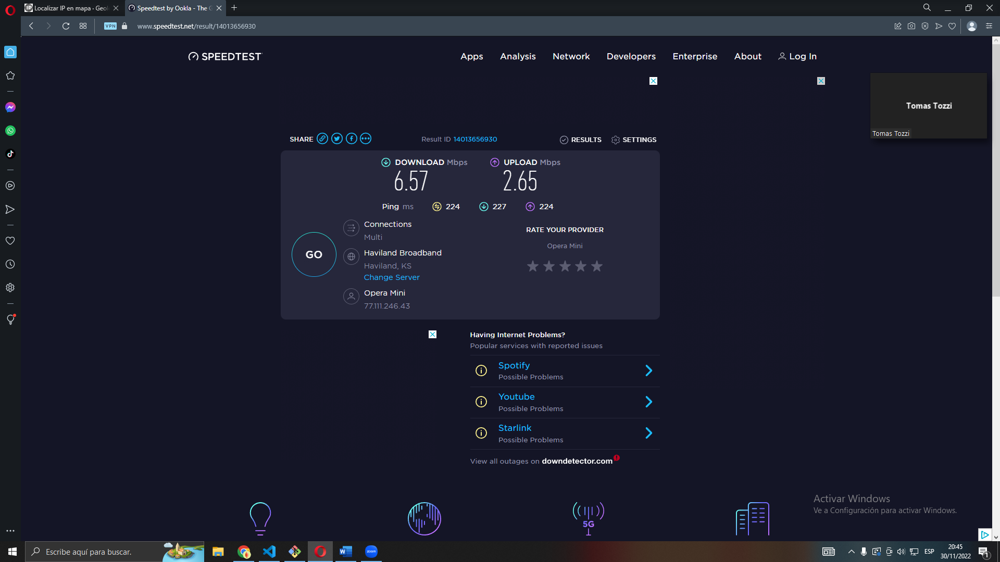 Localizar IP en mapa · Geol
Speedtest by Ookla - The G
VPN
www.speedtest.net/result/14013656930
SPEEDTEST
Apps
Analysis
Network
Developers
Enterprise
About
Log In
Tomas Tozzi
Tomas Tozzi
SHARE
Result ID 14013656930
RESULTS
SETTINGS
DOWNLOAD Mbps
6.57
UPLOAD Mbps
2.65
Ping ms
224
227
224
GO
Connections
Multi
Haviland Broadband
Haviland, KS
Change Server
Opera Mini
77.111.246.43
RATE YOUR PROVIDER
Opera Mini
Having Internet Problems?
Popular services with reported issues
Spotify
Possible Problems
Youtube
Possible Problems
Starlink
Possible Problems
View all outages on downdetector.com
5G
Activar Windows
Ve a Configuración para activar Windows.
Escribe aquí para buscar.
zoom
ESP
20:45
30/11/2022
1